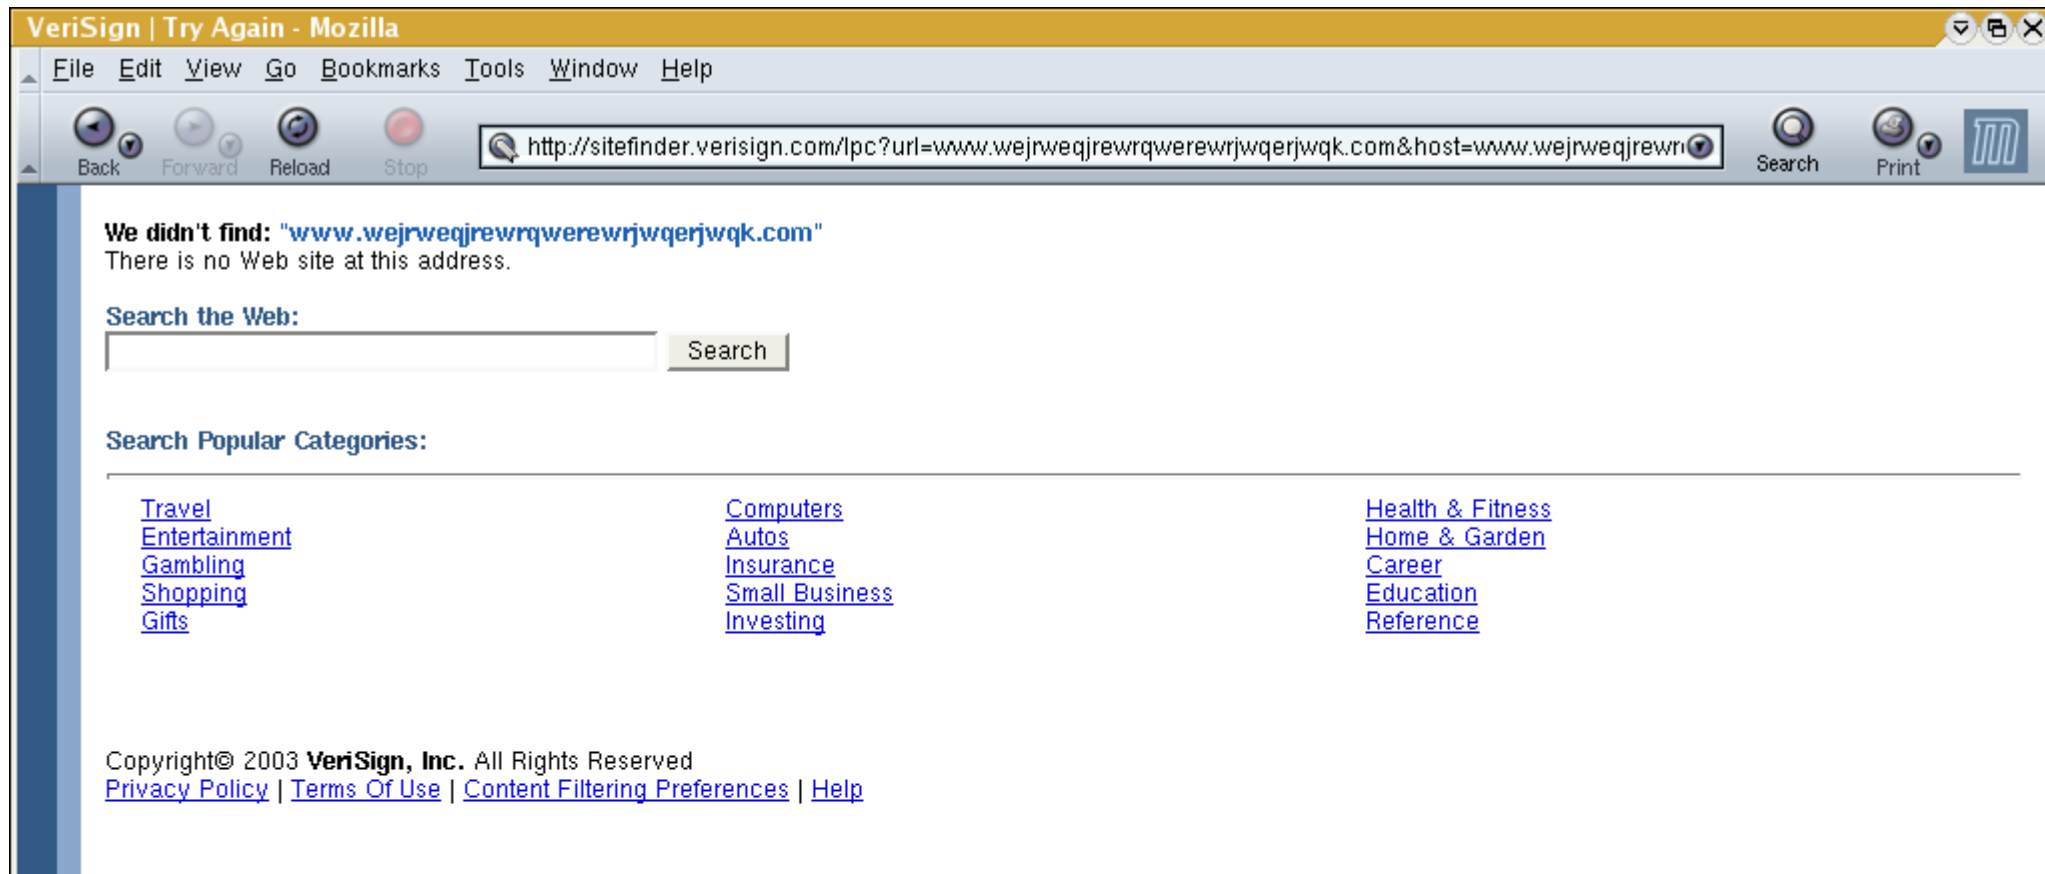 VeriSign | Try Again - Mozilla
File Edit View Go Bookmarks Tools Window Help
Back Forward Reload Stop http://sitefinder.verisign.com/lpc?url=www.wejrweqjrewrqwerewrjwqerjwqk.com&host=www.wejrweqjrewr Search Print
We didn't find: "www.wejrweqjrewrqwerewrjwqerjwqk.com"
There is no Web site at this address.
Search the Web:
Search
Search Popular Categories:
Travel Computers Health & Fitness
Entertainment Autos Home & Garden
Gambling Insurance Career
Shopping Small Business Education
Gifts Investing Reference
Copyright© 2003 VeriSign, Inc. All Rights Reserved
Privacy Policy | Terms Of Use | Content Filtering Preferences | Help